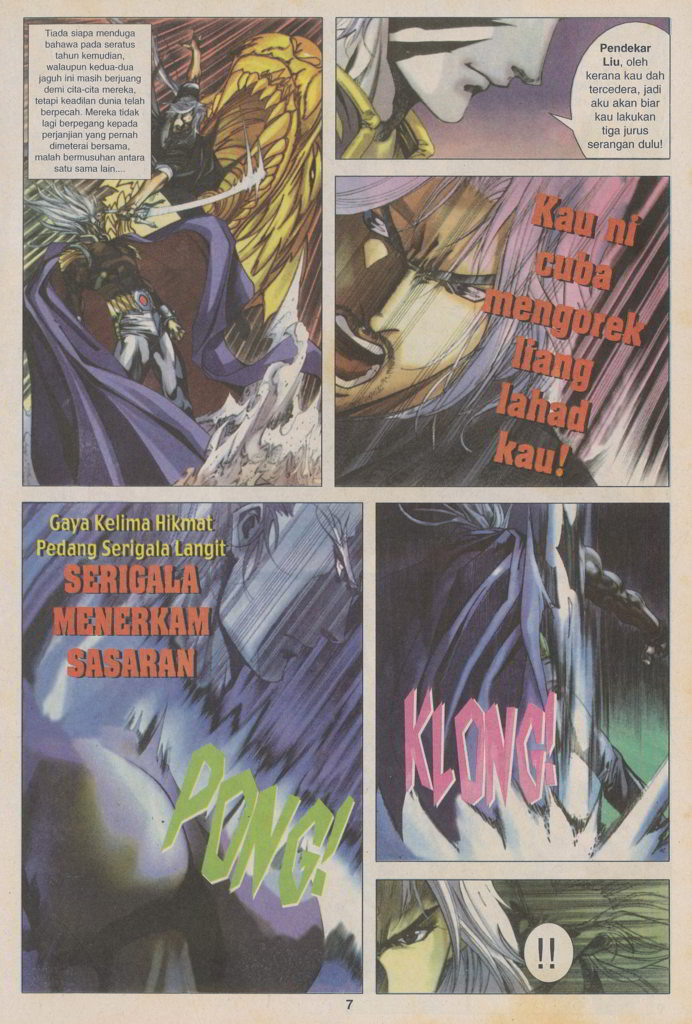 Tiada siapa menduga
bahawa pada seratus
tahun kemudian,
walaupun kedua-dua
jaguh ini masih berjuang
demi cita-cita mereka,
tetapi keadilan dunia telah
berpecah. Mereka tidak
lagi berpegang kepada
perjanjian yang pernah
dimeterai bersama,
malah bermusuhan antara
satu sama lain....
Pendekar
Liu, oleh
kerana kau dah
tercedera, jadi
aku akan biar
kau lakukan
tiga jurus
serangan dulu!
Kau ni
cuba
mengorek
liang
lahad
kau!
Gaya Kelima Hikmat
Pedang Serigala Langit
SERIGALA
MENERKAM
SASARAN
PONG!
KLONG!
!!
7